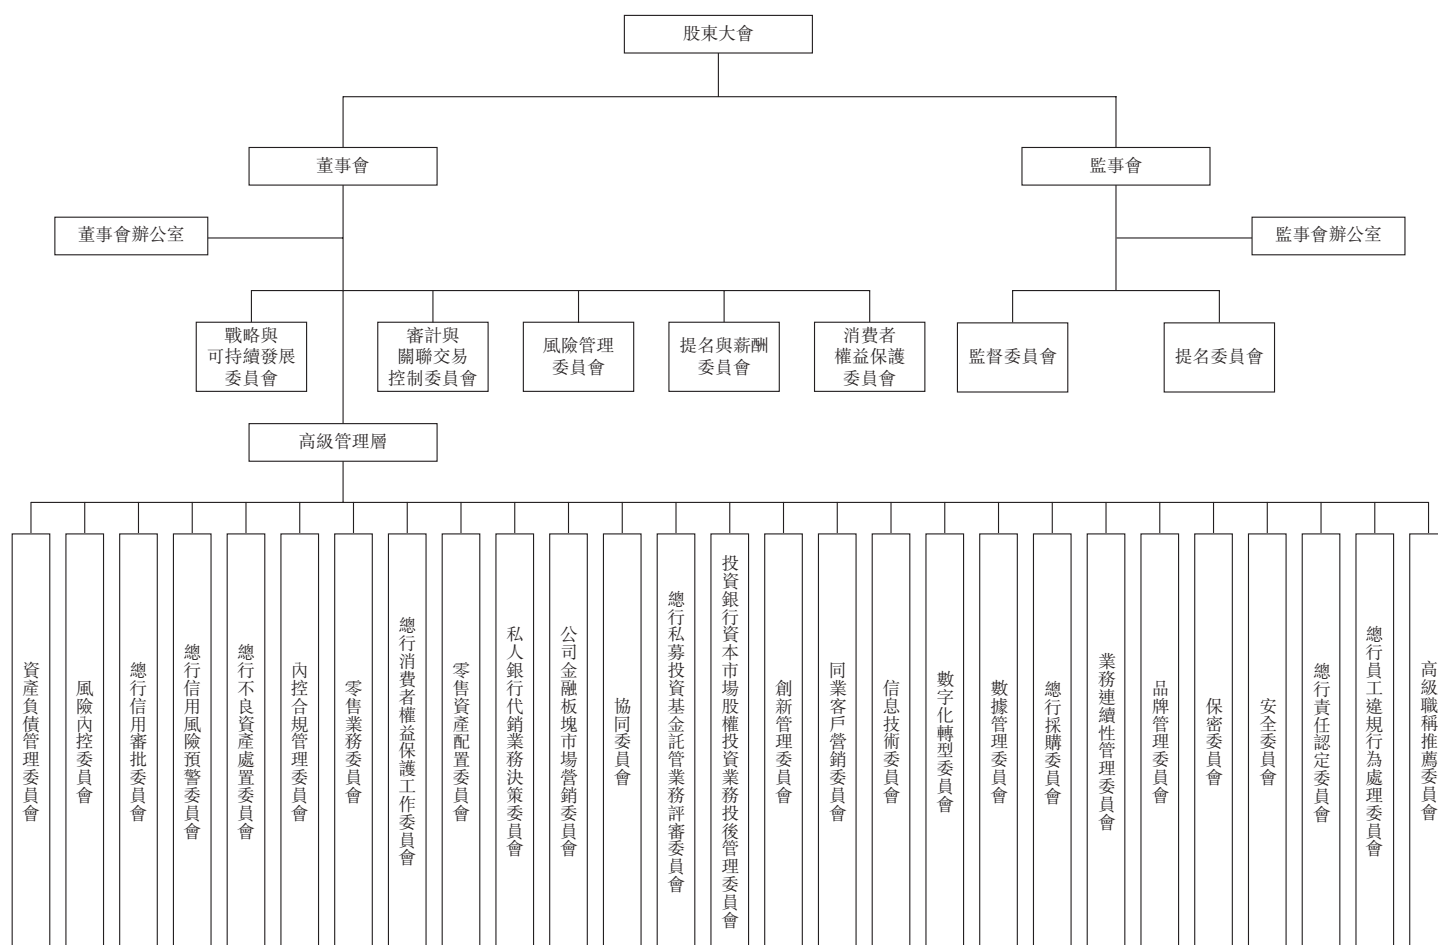 股東大會
董事會
監事會
董事會辦公室
監事會辦公室
戰略與
可持續發展
委員會
審計與
關聯交易
控制委員會
風險管理
委員會
提名與薪酬
委員會
消費者
權益保護
委員會
監督委員會
提名委員會
高級管理層
資產負債管理委員會
風險內控委員會
總行信用審批委員會
總行信用風險預警委員會
總行不良資產處置委員會
內控合規管理委員會
零售業務委員會
總行消費者權益保護工作委員會
零售資產配置委員會
私人銀行代銷業務決策委員會
公司金融板塊市場營銷委員會
協同委員會
總行私募投資基金託管業務評審委員會
投資銀行資本市場股權投資業務投後管理委員會
創新管理委員會
同業客戶營銷委員會
信息技術委員會
數字化轉型委員會
數據管理委員會
總行採購委員會
業務連續性管理委員會
品牌管理委員會
保密委員會
安全委員會
總行責任認定委員會
總行員工違規行為處理委員會
高級職稱推薦委員會